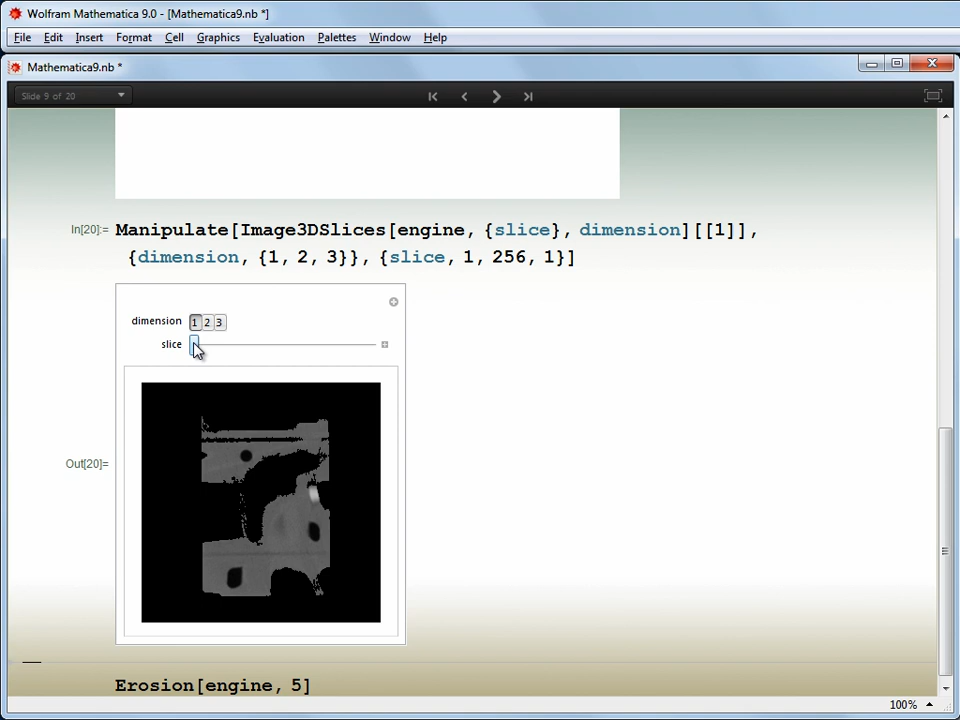 Wolfram Mathematica 9.0 - [Mathematica9.nb *]
File Edit Insert Format Cell Graphics Evaluation Palettes Window Help
Mathematica9.nb *
Slide 9 of 20
In[20]:= Manipulate[Image3DSlices[engine, {slice}, dimension][[1]],
{dimension, {1, 2, 3}}, {slice, 1, 256, 1}]
dimension 1 2 3
slice
Out[20]=
Erosion[engine, 5]
100%